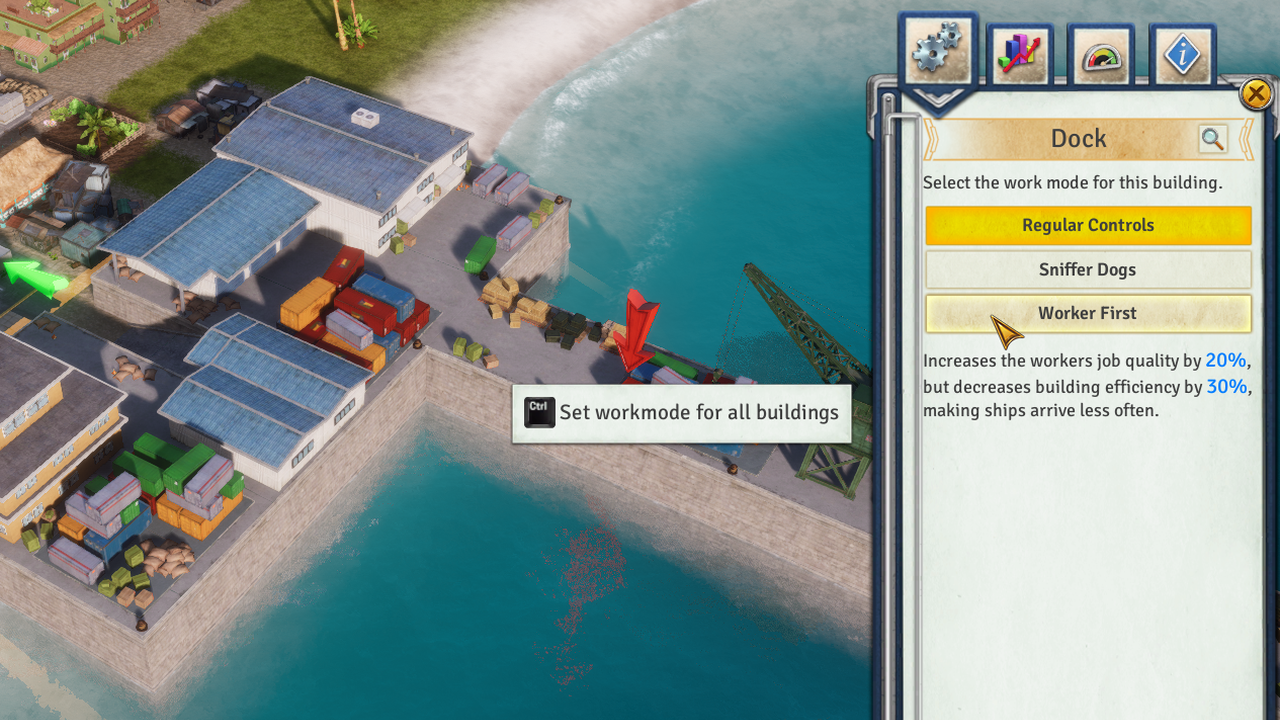 Dock
Select the work mode for this building.
Regular Controls
Sniffer Dogs
Worker First
Increases the workers job quality by 20%,
but decreases building efficiency by 30%,
making ships arrive less often.
Ctrl Set workmode for all buildings